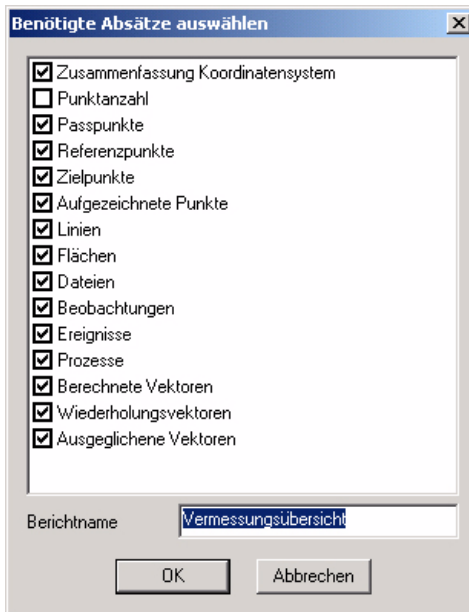 Benötigte Absätze auswählen
Zusammenfassung Koordinatensystem
Punktanzahl
Passpunkte
Referenzpunkte
Zielpunkte
Aufgezeichnete Punkte
Linien
Flächen
Dateien
Beobachtungen
Ereignisse
Prozesse
Berechnete Vektoren
Wiederholungsvektoren
Ausgeglichene Vektoren
Berichtname Vermessungsübersicht
OK Abbrechen